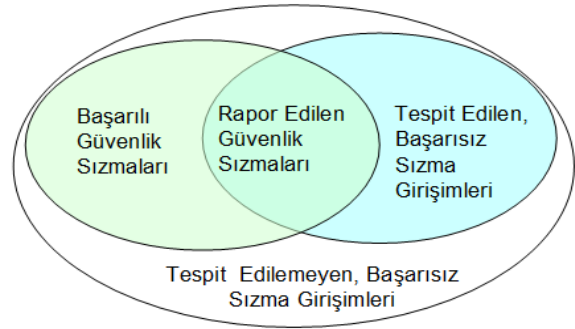 Başarılı
Güvenlik
Sızmaları
Rapor Edilen
Güvenlik
Sızmaları
Tespit Edilen,
Başarısız
Sızma
Girişimleri
Tespit Edilemeyen, Başarısız
Sızma Girişimleri